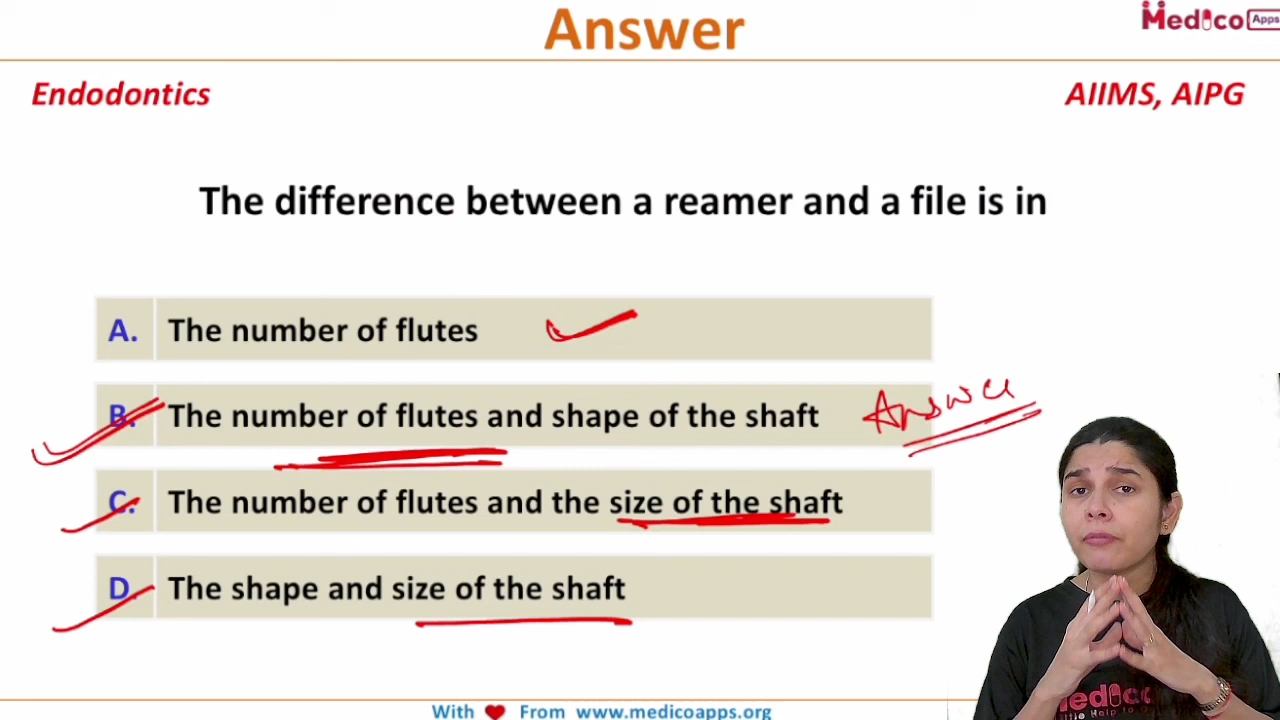 Answer
Medico Apps
Endodontics
AIIMS, AIPG
The difference between a reamer and a file is in
A. The number of flutes
B. The number of flutes and shape of the shaft Answer
C. The number of flutes and the size of the shaft
D. The shape and size of the shaft
With From www.medicoapps.org